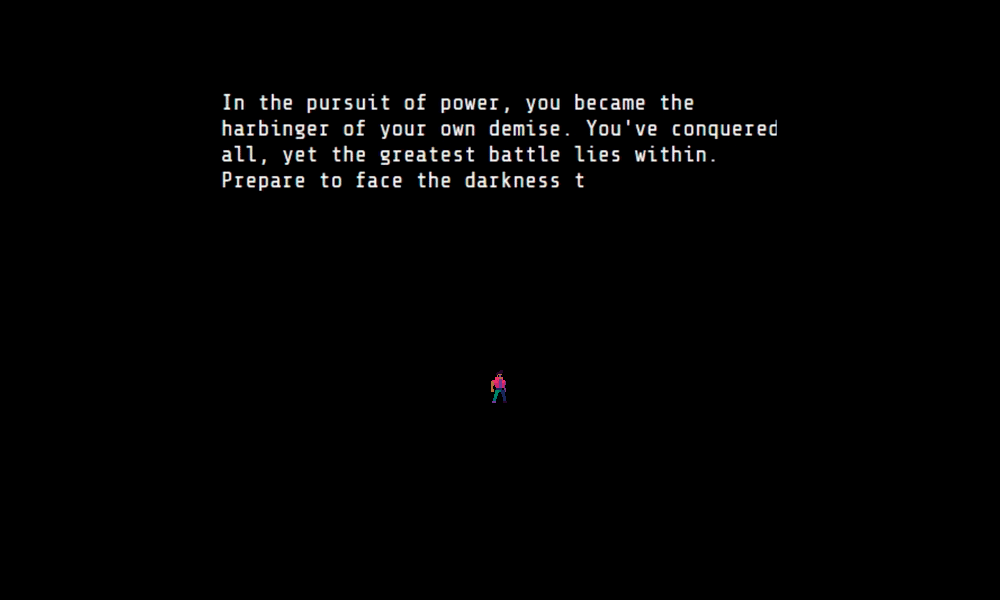 In the pursuit of power, you became the
harbinger of your own demise. You've conquered
all, yet the greatest battle lies within.
Prepare to face the darkness t